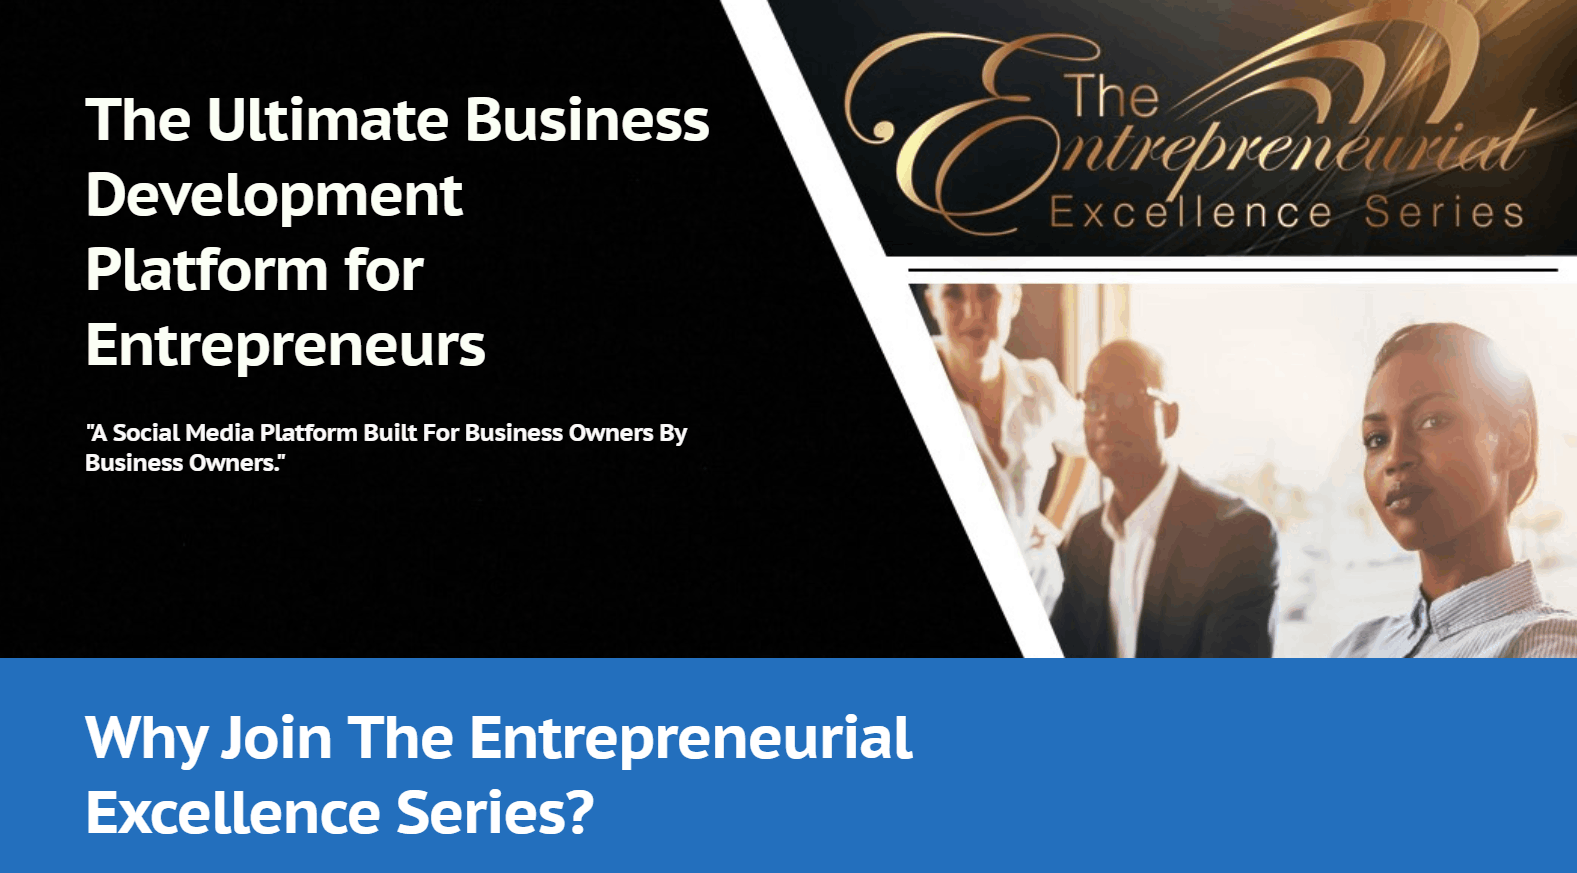 The Ultimate Business
Development
Platform for
Entrepreneurs
"A Social Media Platform Built For Business Owners By
Business Owners."
The
Entrepreneurial
Excellence Series
Why Join The Entrepreneurial
Excellence Series?